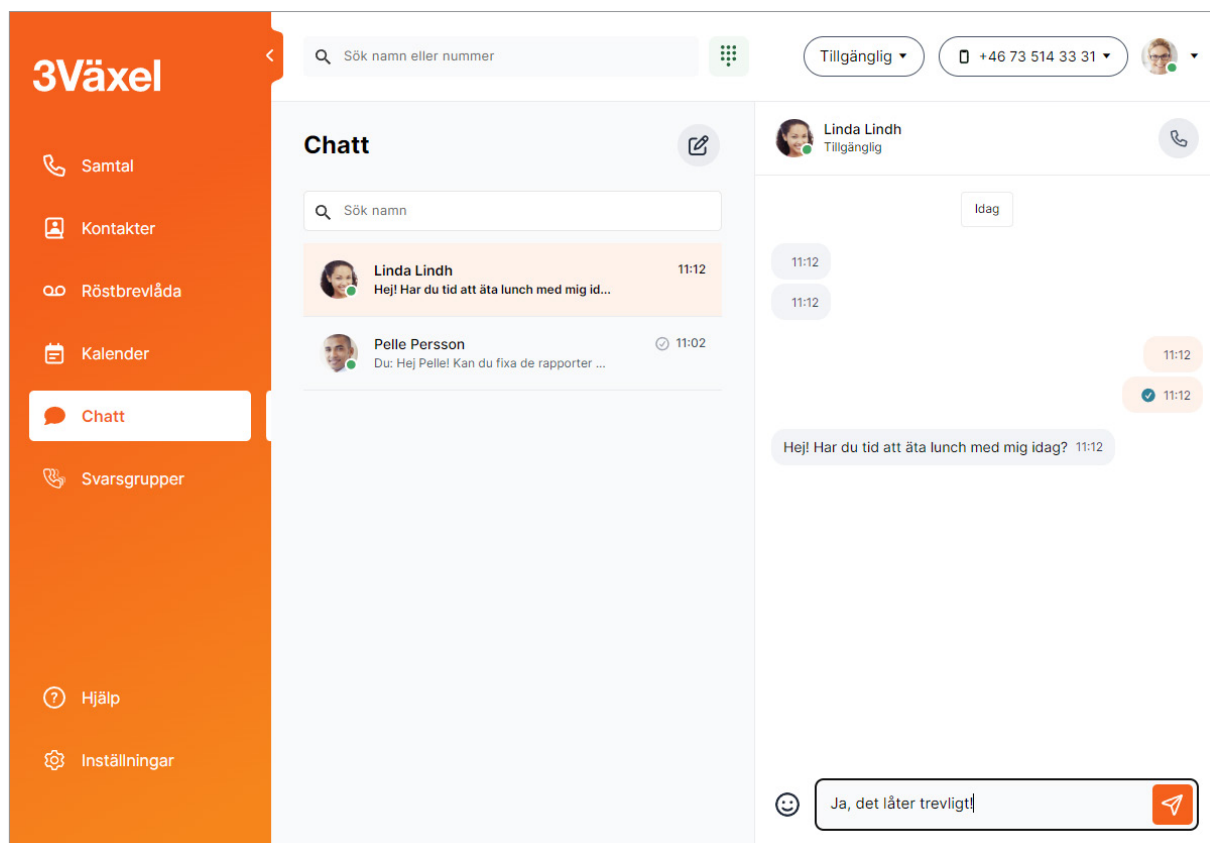 3Växel
Samtal
Kontakter
Röstbrevlåda
Kalender
Chatt
Svarsgrupper
Hjälp
Inställningar
Sök namn eller nummer
Tillgänglig
+46 73 514 33 31
Chatt
Sök namn
Linda Lindh 11:12
Hej! Har du tid att äta lunch med mig id...
Pelle Persson 11:02
Du: Hej Pelle! Kan du fixa de rapporter ...
Linda Lindh
Tillgänglig
Idag
11:12
11:12
11:12
11:12
Hej! Har du tid att äta lunch med mig idag? 11:12
Ja, det låter trevligt!